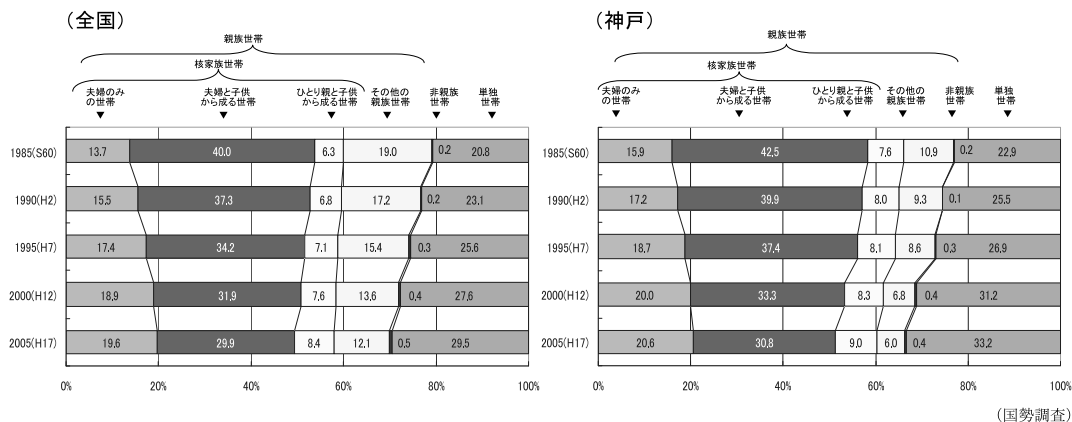 （全国）
親族世帯
核家族世帯
夫婦のみ
の世帯
夫婦と子供
から成る世帯
ひとり親と子供
から成る世帯
その他の
親族世帯
非親族
世帯
単独
世帯
1985(S60) 13.7 40.0 6.3 19.0 0.2 20.8
1990(H2) 15.5 37.3 6.8 17.2 0.2 23.1
1995(H7) 17.4 34.2 7.1 15.4 0.3 25.6
2000(H12) 18.9 31.9 7.6 13.6 0.4 27.6
2005(H17) 19.6 29.9 8.4 12.1 0.5 29.5
0% 20% 40% 60% 80% 100%
（神戸）
親族世帯
核家族世帯
夫婦のみ
の世帯
夫婦と子供
から成る世帯
ひとり親と子供
から成る世帯
その他の
親族世帯
非親族
世帯
単独
世帯
1985(S60) 15.9 42.5 7.6 10.9 0.2 22.9
1990(H2) 17.2 39.9 8.0 9.3 0.1 25.5
1995(H7) 18.7 37.4 8.1 8.6 0.3 26.9
2000(H12) 20.0 33.3 8.3 6.8 0.4 31.2
2005(H17) 20.6 30.8 9.0 6.0 0.4 33.2
0% 20% 40% 60% 80% 100%
（国勢調査）